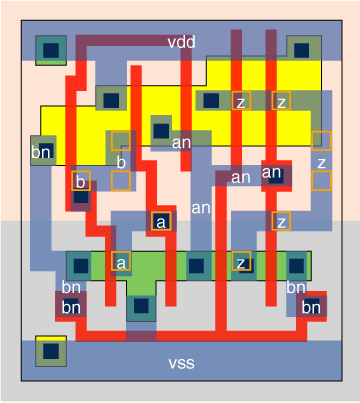 vdd
z z
bn an
b z
b an an
an
a z
a z
bn bn
bn bn
vss